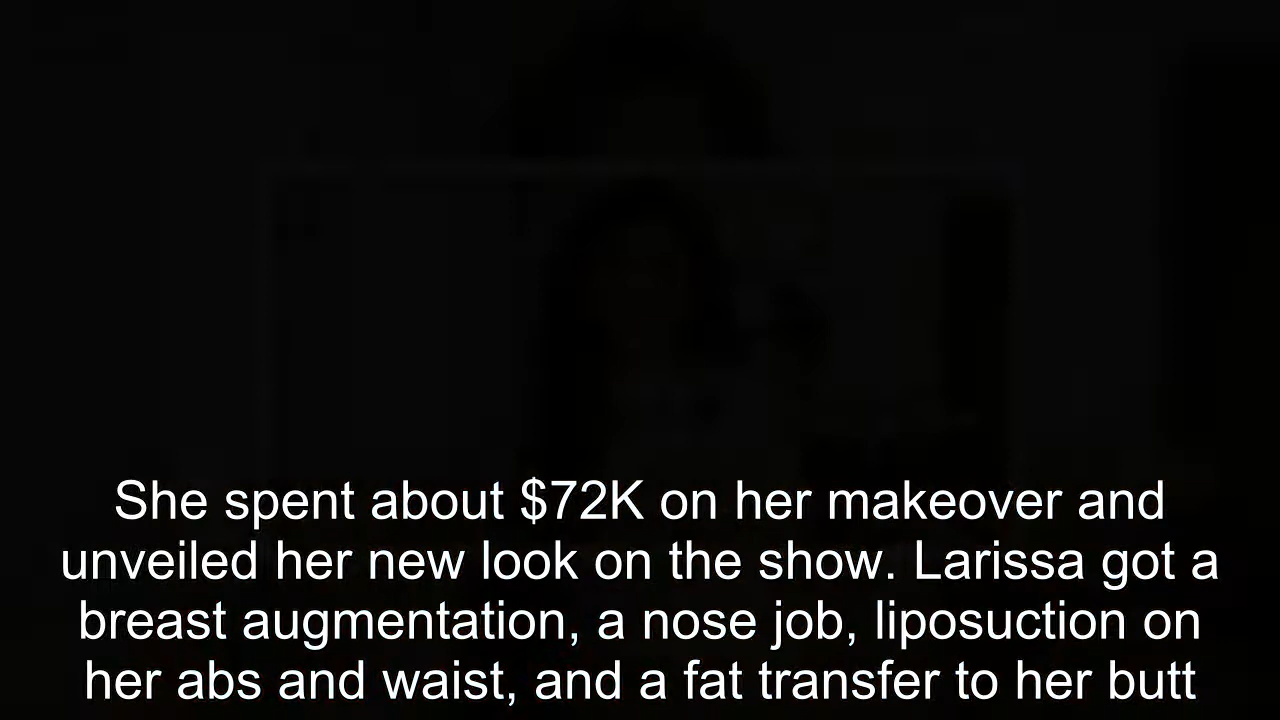 She spent about $72K on her makeover and
unveiled her new look on the show. Larissa got a
breast augmentation, a nose job, liposuction on
her abs and waist, and a fat transfer to her butt